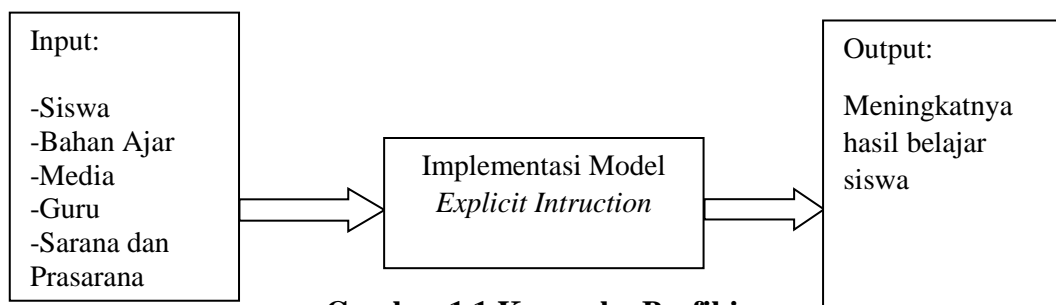 Input:
-Siswa
-Bahan Ajar
-Media
-Guru
-Sarana dan
Prasarana
Implementasi Model
Explicit Intruction
Output:
Meningkatnya
hasil belajar
siswa
Gambar 1.1 Kerangka